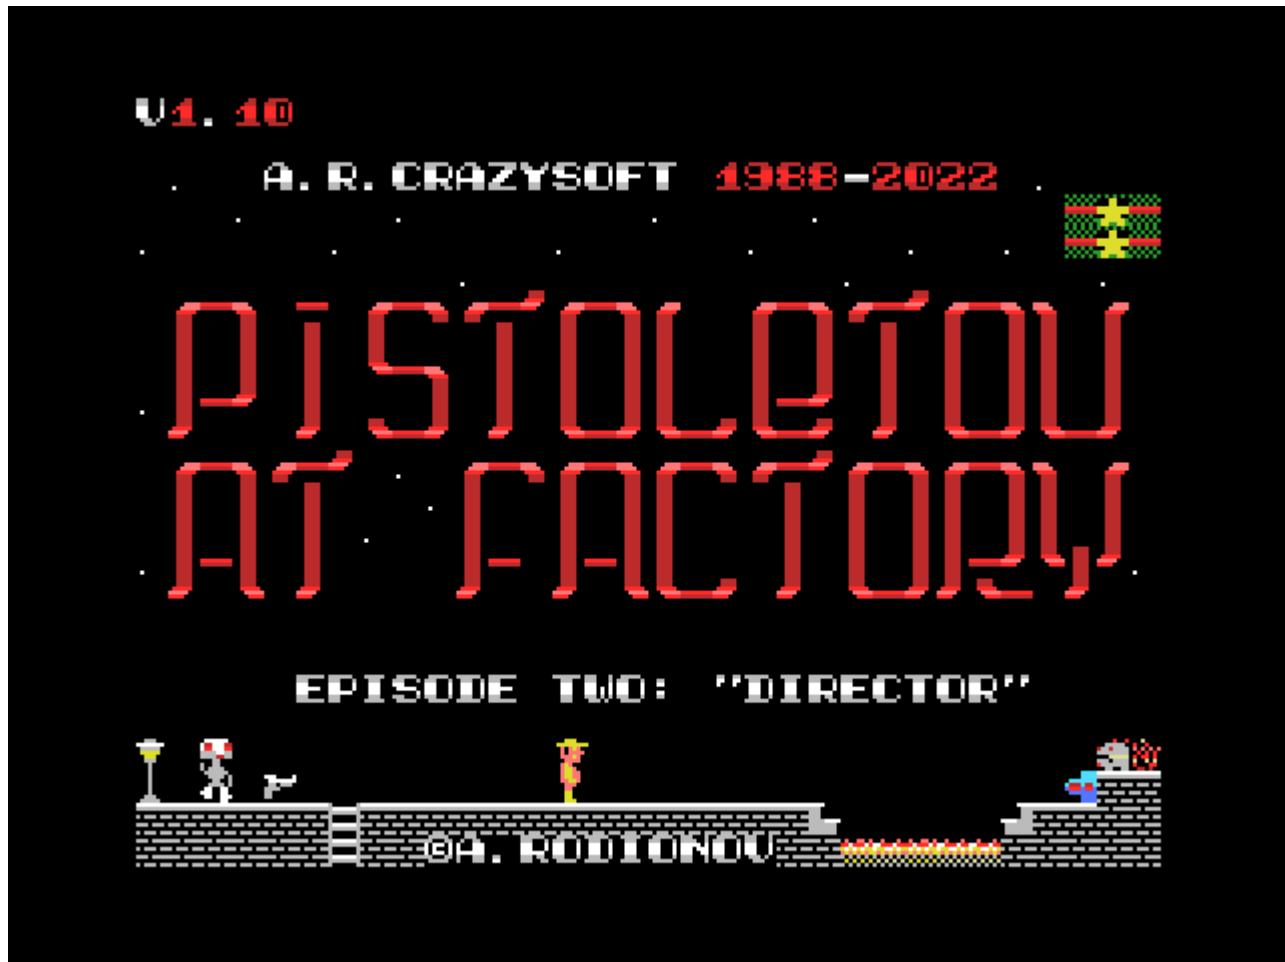 V1.10
A.R.CRAZYSOFT 1988-2022
PISTOLETOV
AT FACTORY
EPISODE TWO: "DIRECTOR"
©A.RODIONOV